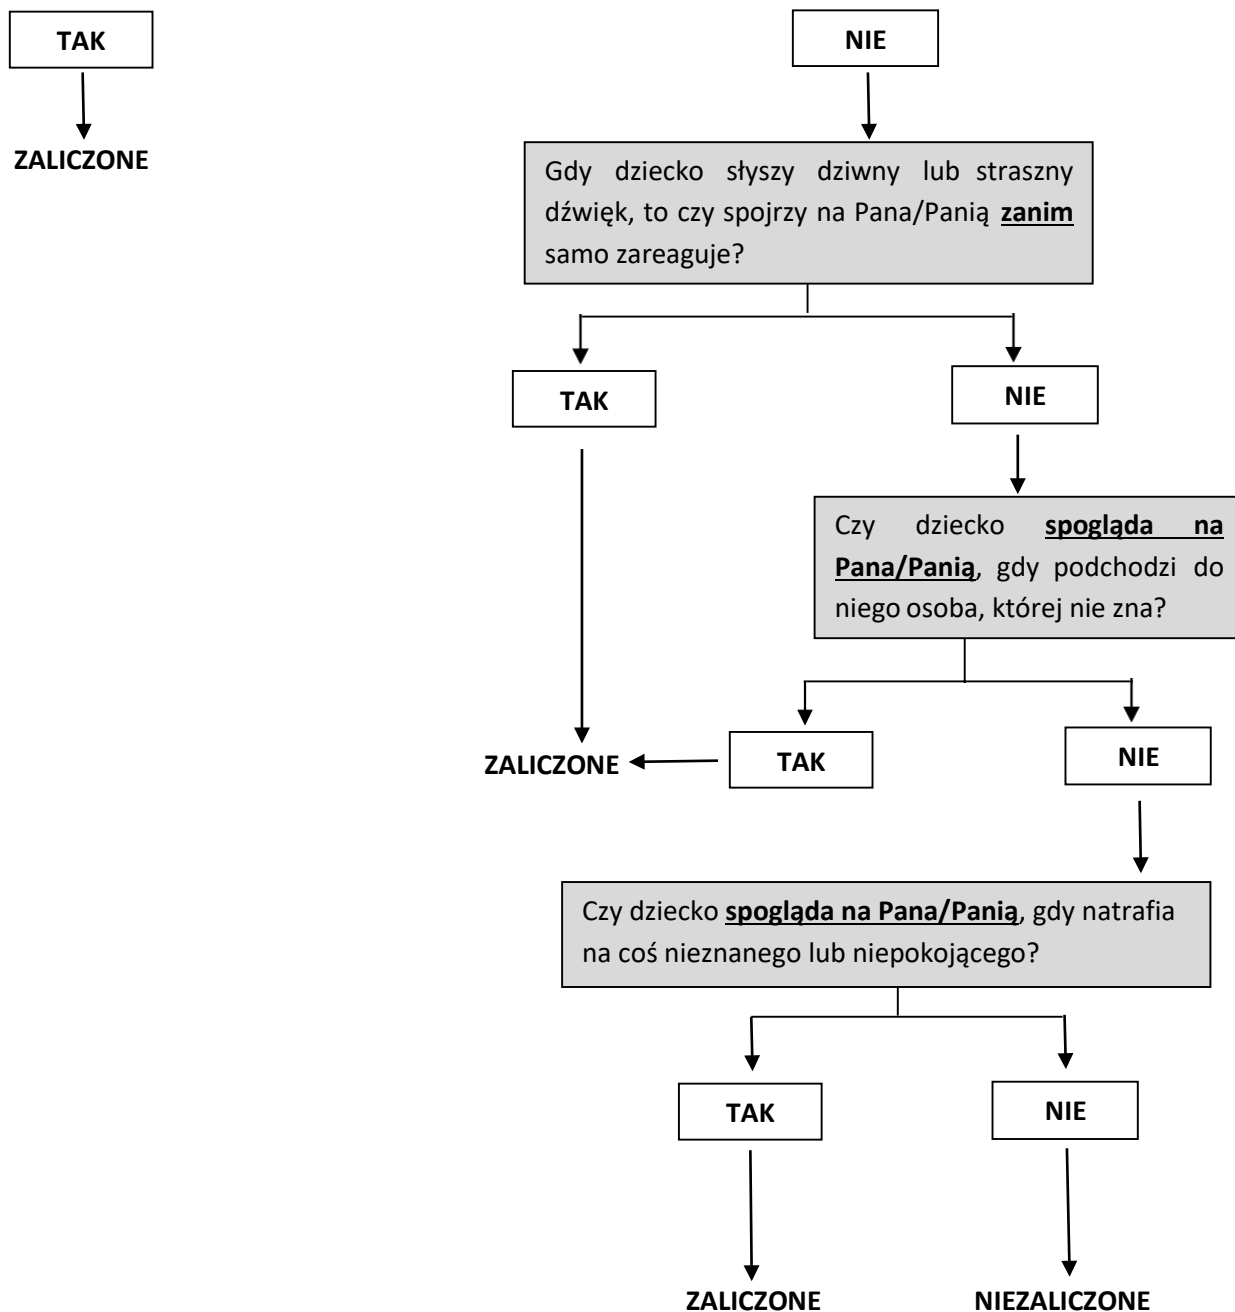 TAK
NIE
ZALICZONE
Gdy dziecko słyszy dziwny lub straszny
dźwięk, to czy spojrzy na Pana/Panią zanim
samo zareaguje?
TAK
NIE
Czy dziecko spogląda na
Pana/Panią, gdy podchodzi do
niego osoba, której nie zna?
ZALICZONE
TAK
NIE
Czy dziecko spogląda na Pana/Panią, gdy natrafia
na coś nieznanego lub niepokojącego?
TAK
NIE
ZALICZONE
NIEZALICZONE